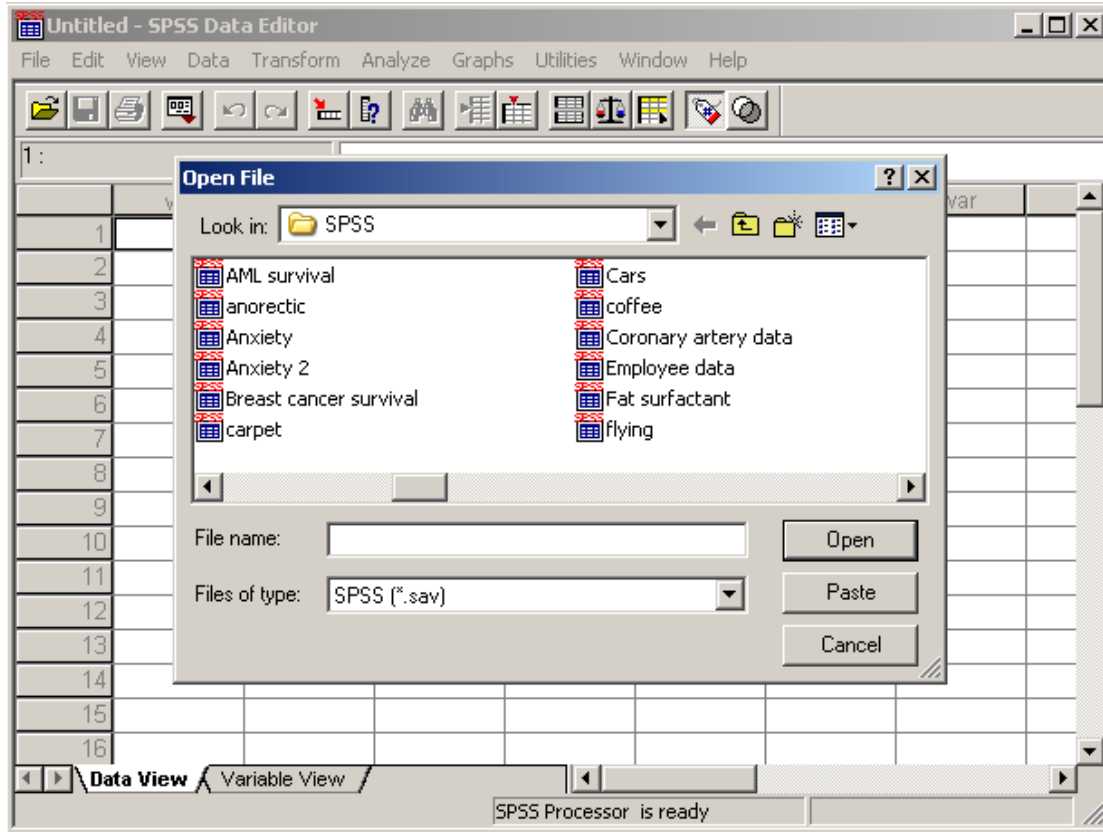 Untitled - SPSS Data Editor
File Edit View Data Transform Analyze Graphs Utilities Window Help
1 :
Open File
Look in: SPSS
var
AML survival
anorectic
Anxiety
Anxiety 2
Breast cancer survival
carpet
Cars
coffee
Coronary artery data
Employee data
Fat surfactant
flying
File name:
Open
Files of type: SPSS (*.sav)
Paste
Cancel
1
2
3
4
5
6
7
8
9
10
11
12
13
14
15
16
Data View Variable View
SPSS Processor is ready